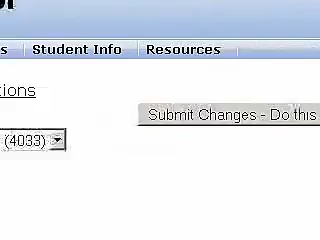 s Student Info Resources
tions
Submit Changes - Do this
(4033)